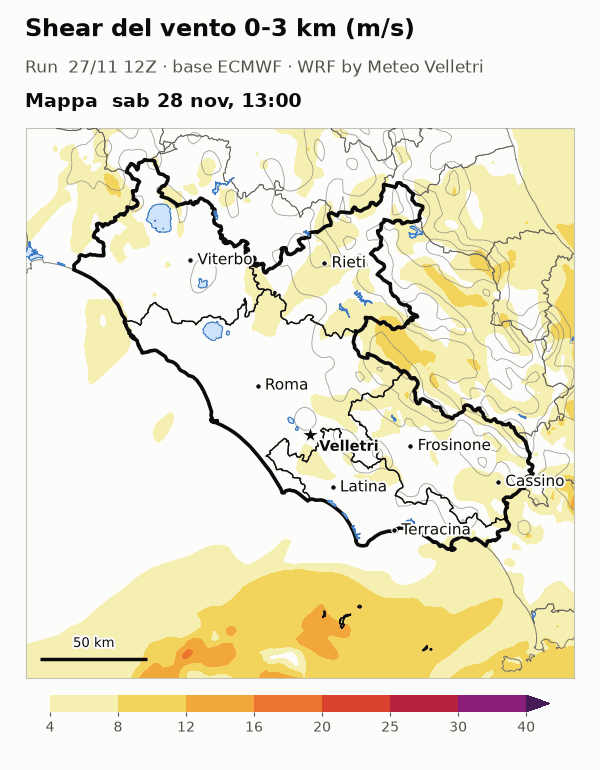 Shear del vento 0-3 km (m/s)
Run  27/11 12Z · base ECMWF · WRF by Meteo Velletri
Mappa  sab 28 nov, 13:00
Viterbo
Rieti
Roma
Velletri
Frosinone
Latina
Cassino
Terracina
50 km
4 8 12 16 20 25 30 40